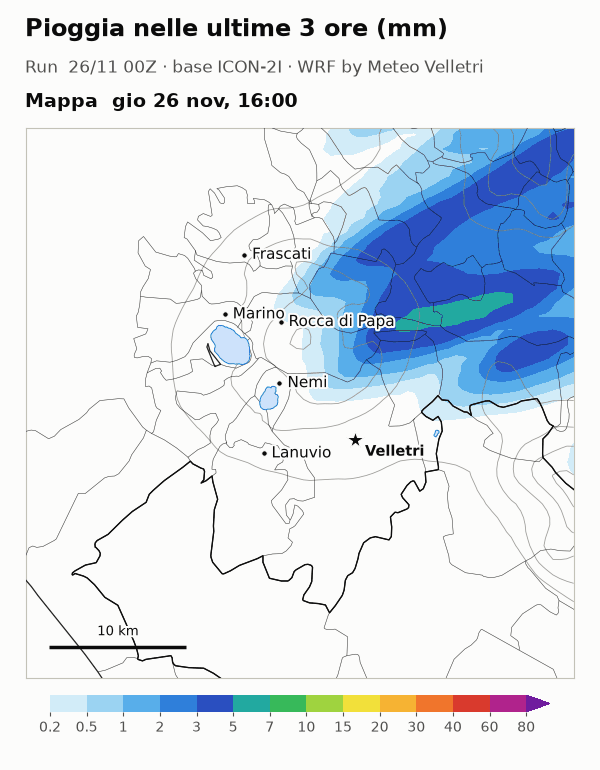 Pioggia nelle ultime 3 ore (mm)
Run  26/11 00Z · base ICON-2I · WRF by Meteo Velletri
Mappa  gio 26 nov, 16:00
Frascati
Marino
Rocca di Papa
Nemi
Velletri
Lanuvio
10 km
0.2 0.5 1 2 3 5 7 10 15 20 30 40 60 80